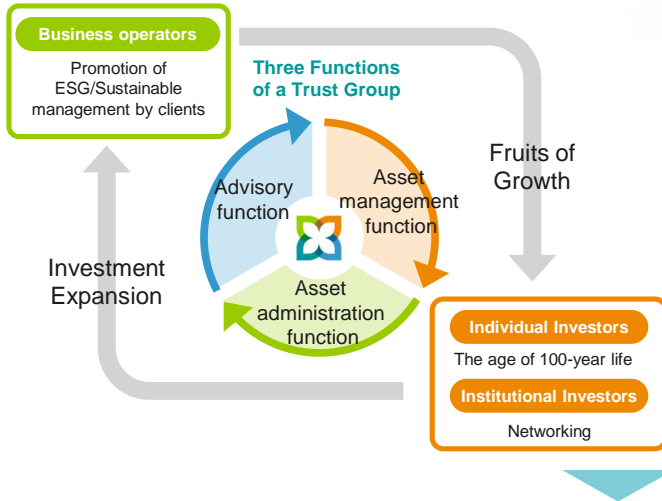 Business operators
Promotion of
ESG/Sustainable
management by clients
Three Functions
of a Trust Group
Advisory
function
Asset
management
function
Fruits of
Growth
Investment
Expansion
Asset
administration
function
Individual Investors
The age of 100-year life
Institutional Investors
Networking